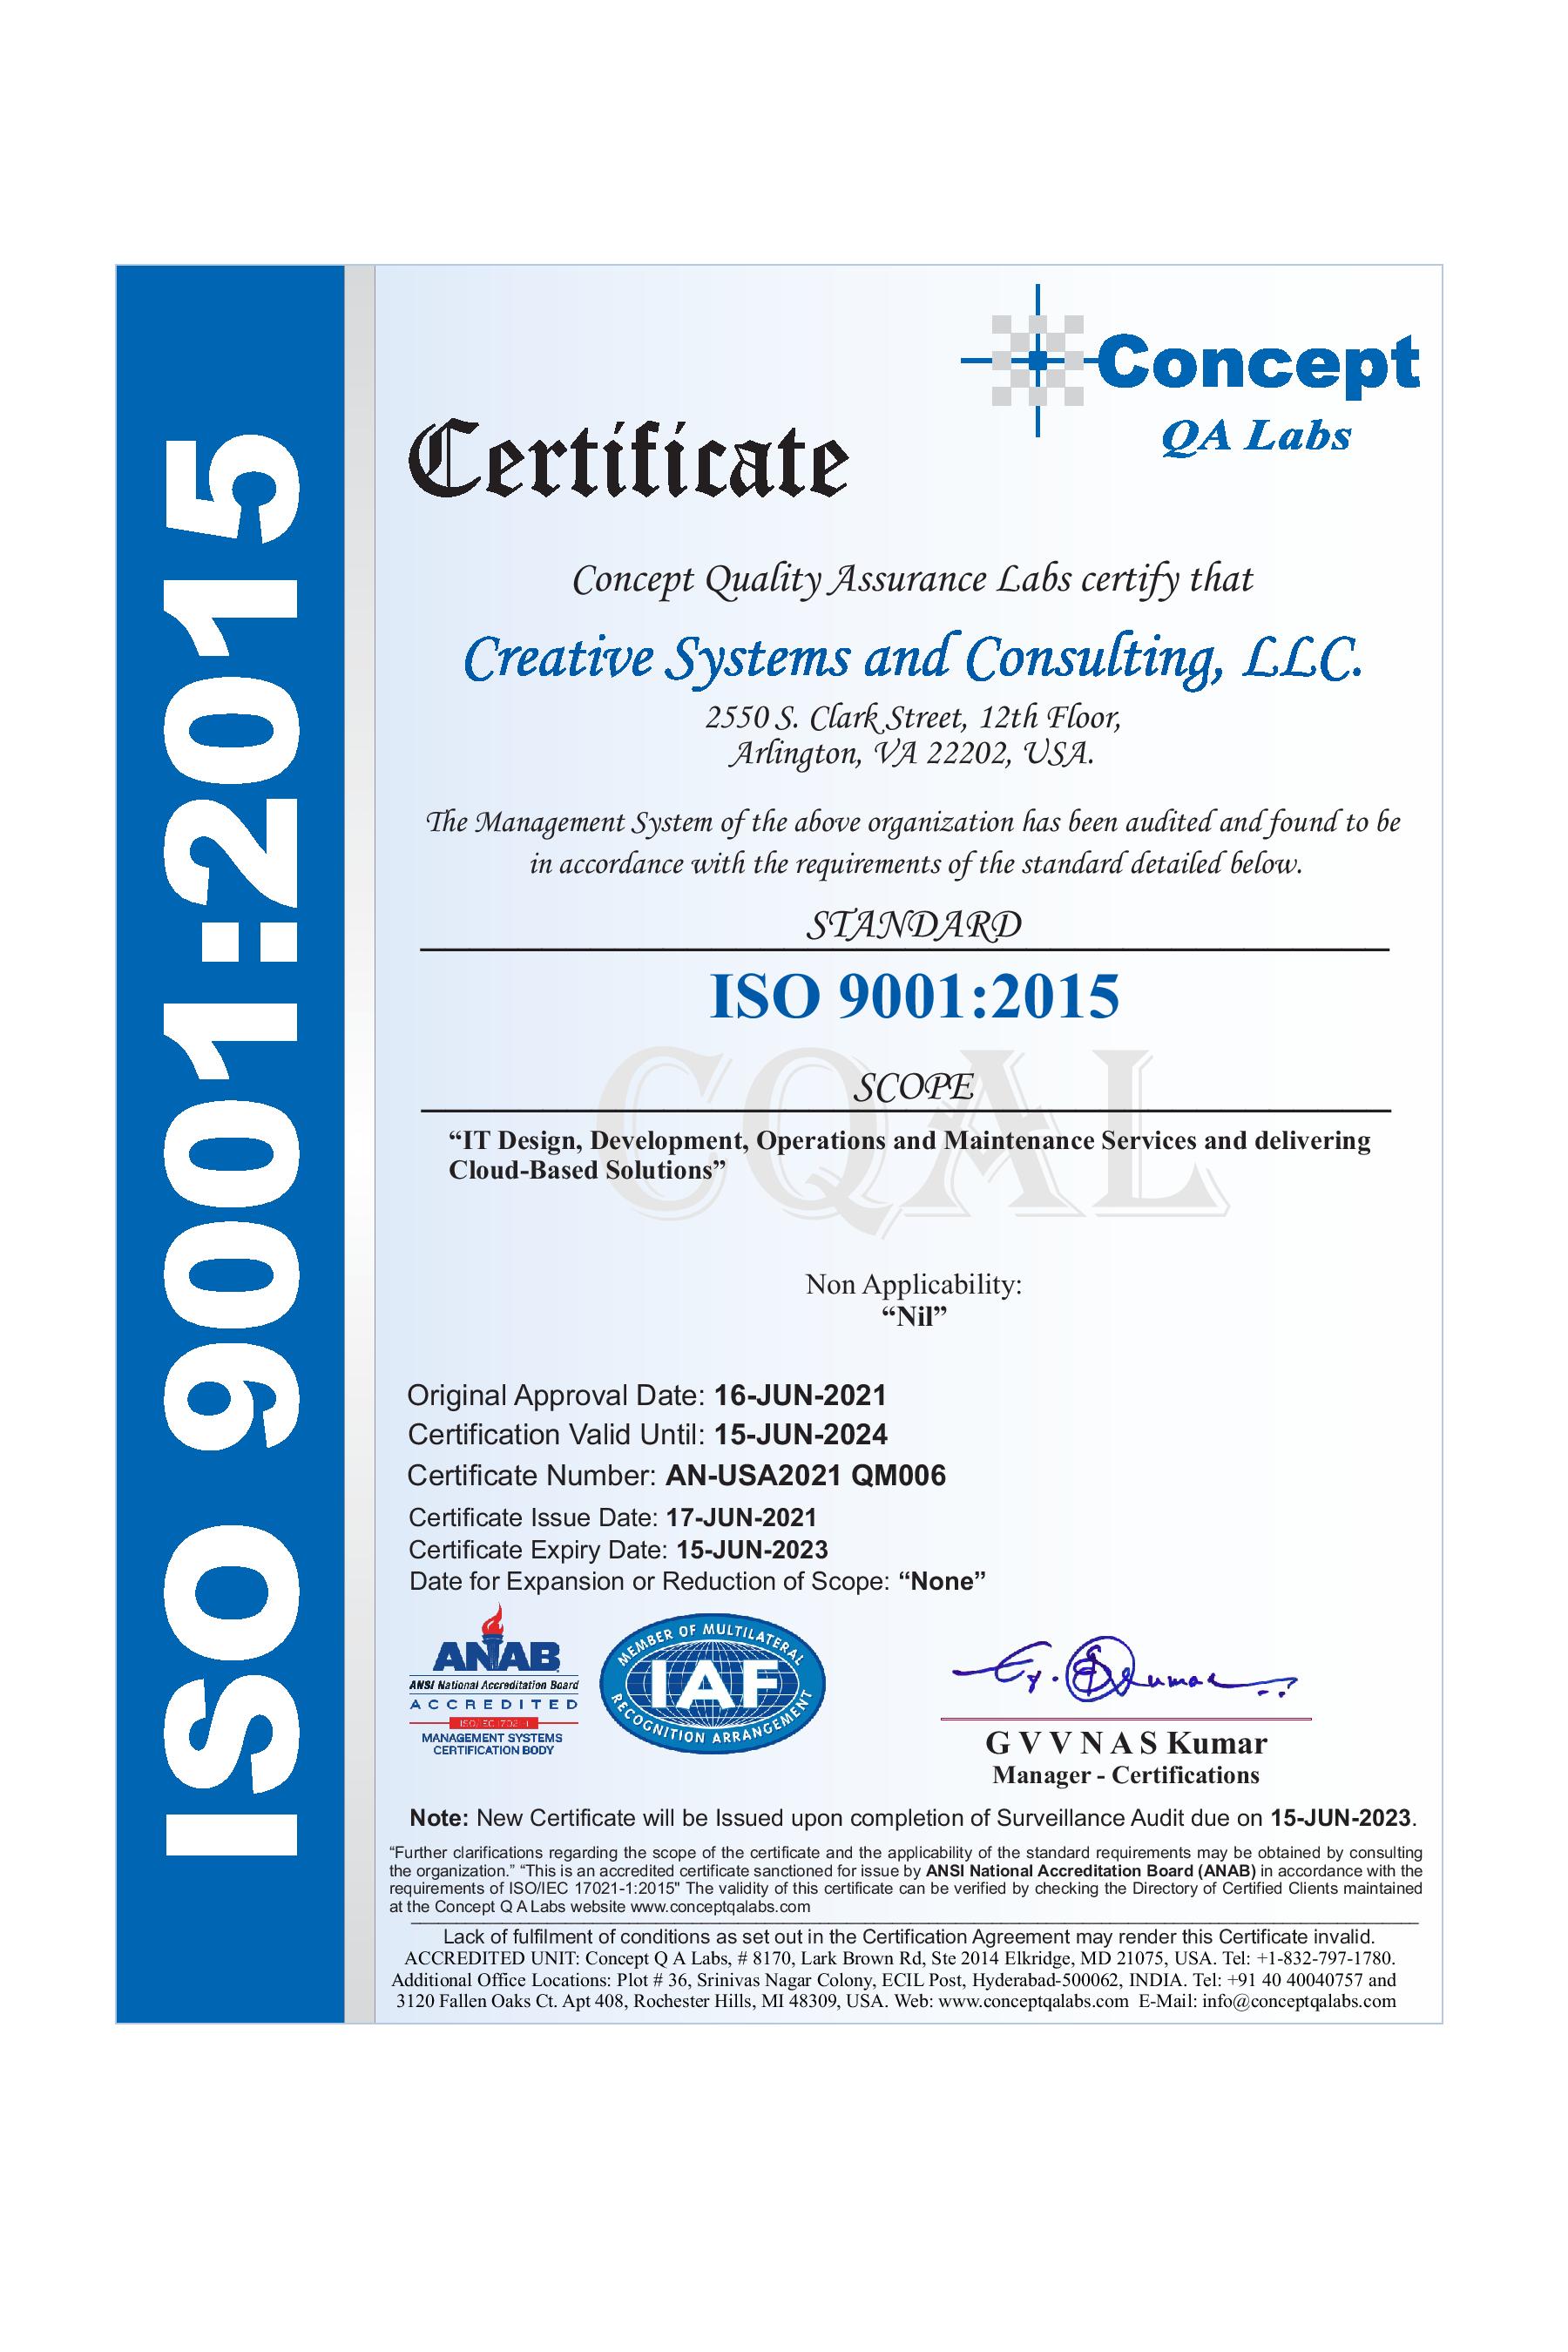 ISO 9001:2015
Concept
QA Labs
Certificate
Concept Quality Assurance Labs certify that
Creative Systems and Consulting, LLC.
2550 S. Clark Street, 12th Floor,
Arlington, VA 22202, USA.
The Management System of the above organization has been audited and found to be
in accordance with the requirements of the standard detailed below.
STANDARD
ISO 9001:2015
CQAL
SCOPE
“IT Design, Development, Operations and Maintenance Services and delivering
Cloud-Based Solutions”
Non Applicability:
“Nil”
Original Approval Date: 16-JUN-2021
Certification Valid Until: 15-JUN-2024
Certificate Number: AN-USA2021 QM006
Certificate Issue Date: 17-JUN-2021
Certificate Expiry Date: 15-JUN-2023
Date for Expansion or Reduction of Scope: “None”
ANAB
ANSI National Accreditation Board
ACCREDITED
ISO/IEC 17021-1
MANAGEMENT SYSTEMS
CERTIFICATION BODY
MEMBER OF MULTILATERAL
IAF
RECOGNITION ARRANGEMENT
G V V N A S Kumar
Manager - Certifications
Note: New Certificate will be Issued upon completion of Surveillance Audit due on 15-JUN-2023.
“Further clarifications regarding the scope of the certificate and the applicability of the standard requirements may be obtained by consulting
the organization.” “This is an accredited certificate sanctioned for issue by ANSI National Accreditation Board (ANAB) in accordance with the
requirements of ISO/IEC 17021-1:2015" The validity of this certificate can be verified by checking the Directory of Certified Clients maintained
at the Concept Q A Labs website www.conceptqalabs.com
Lack of fulfilment of conditions as set out in the Certification Agreement may render this Certificate invalid.
ACCREDITED UNIT: Concept Q A Labs, # 8170, Lark Brown Rd, Ste 2014 Elkridge, MD 21075, USA. Tel: +1-832-797-1780.
Additional Office Locations: Plot # 36, Srinivas Nagar Colony, ECIL Post, Hyderabad-500062, INDIA. Tel: +91 40 40040757 and
3120 Fallen Oaks Ct. Apt 408, Rochester Hills, MI 48309, USA. Web: www.conceptqalabs.com E-Mail: info@conceptqalabs.com